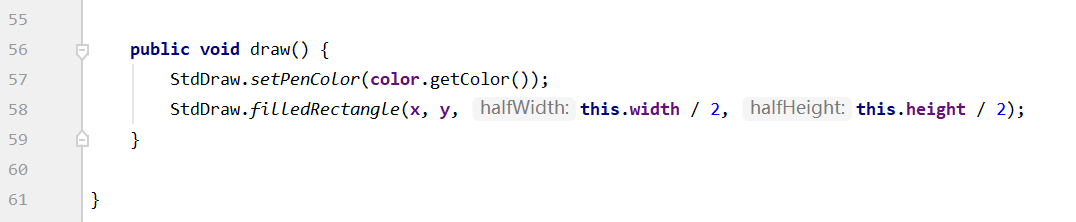 55
56 public void draw() {
57 StdDraw.setPenColor(color.getColor());
58 StdDraw.filledRectangle(x, y, halfWidth: this.width / 2, halfHeight: this.height / 2);
59 }
60
61 }